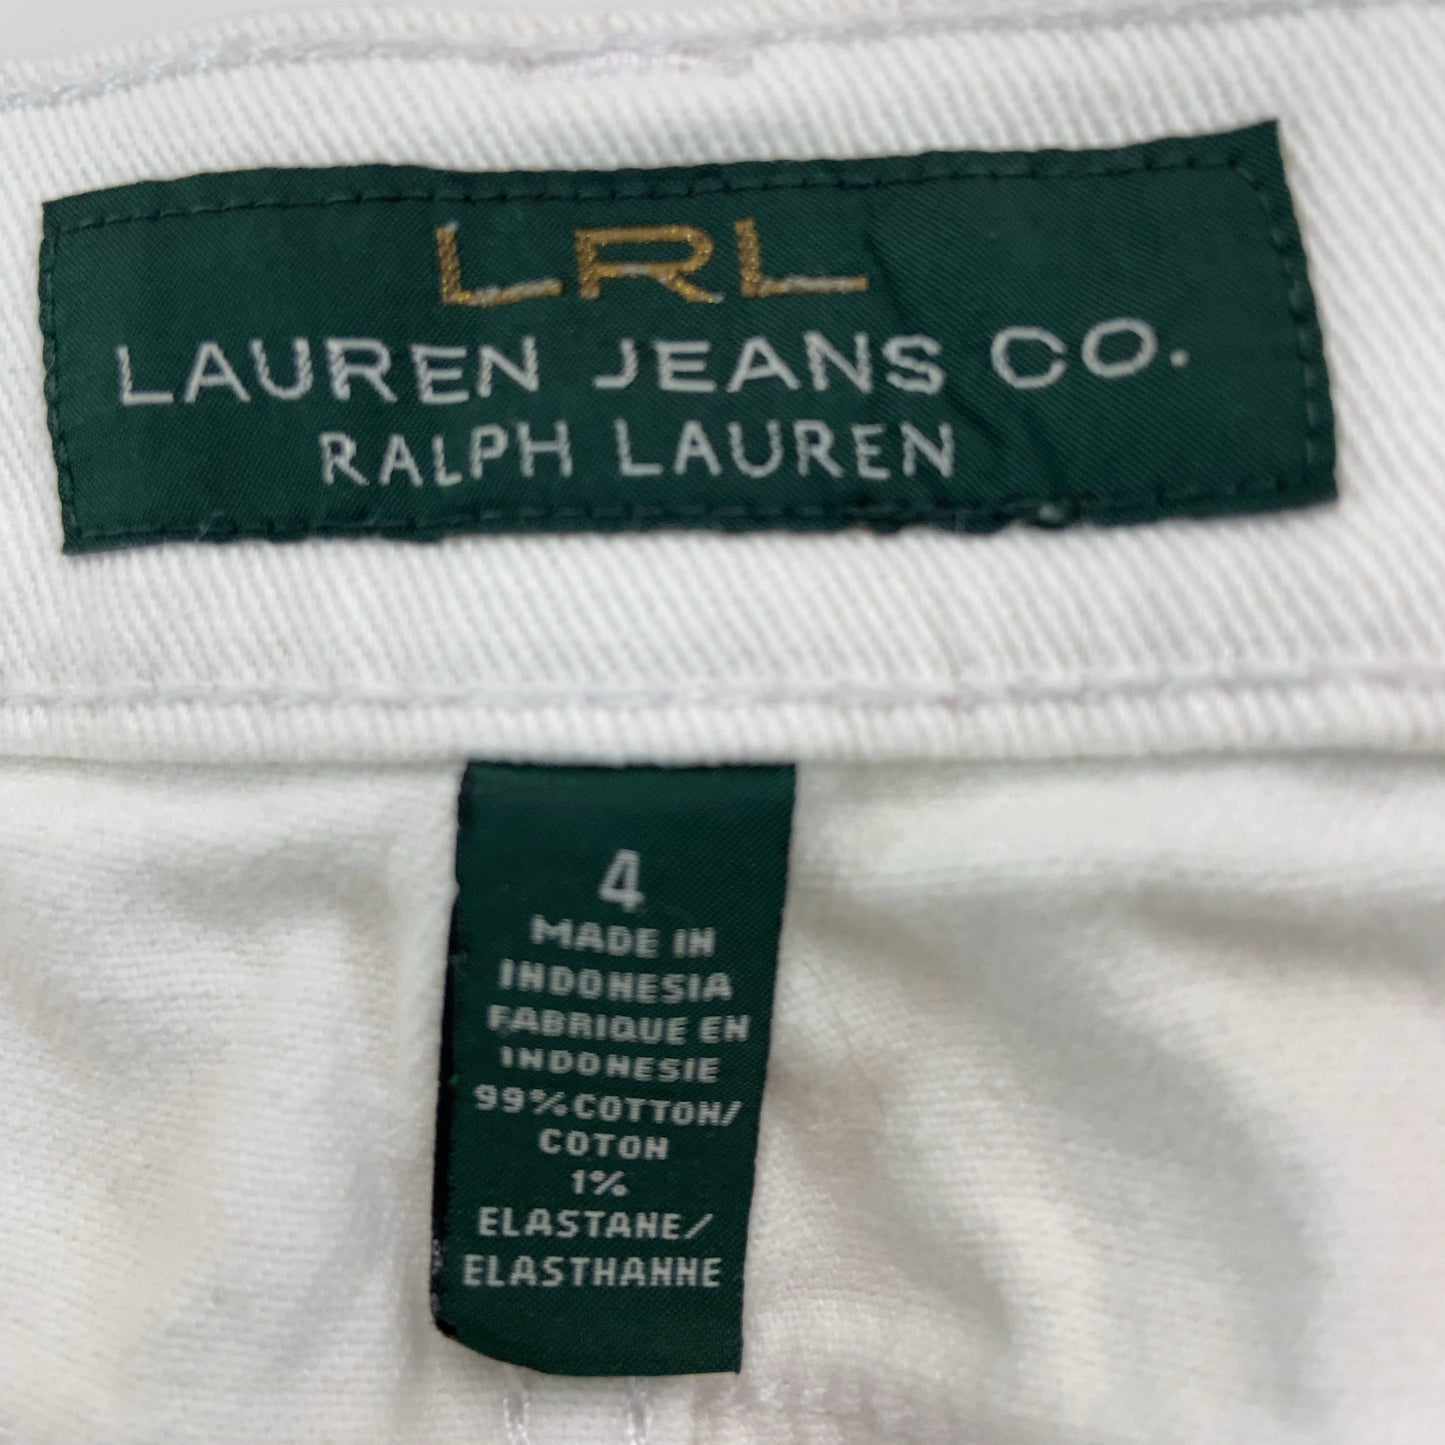 LRL
LAUREN JEANS CO.
RALPH LAUREN
4
MADE IN
INDONESIA
FABRIQUE EN
INDONESIE
99%COTTON/
COTON
1%
ELASTANE/
ELASTHANNE